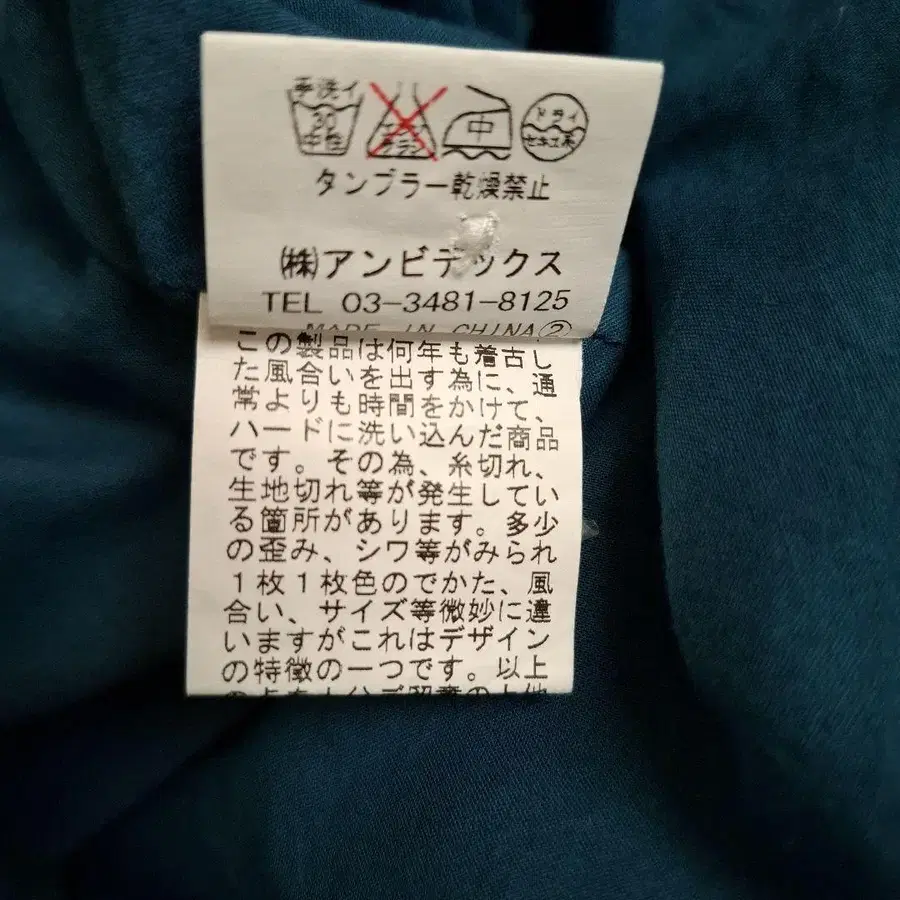 手洗イ
30
中性
エンソ
サラシ
中
ドライ
セキユ系
タンブラー乾燥禁止
㈱アンビデックス
TEL 03-3481-8125
MADE IN CHINA②
この製品は何年も着古し
た風合いを出す為に、通
常よりも時間をかけて、
ハードに洗い込んだ商品
です。その為、糸切れ、
生地切れ等が発生してい
る箇所があります。多少
の歪み、シワ等がみられ
1枚1枚色のでかた、風
合い、サイズ等微妙に違
いますがこれはデザイン
の特徴の一つです。以上